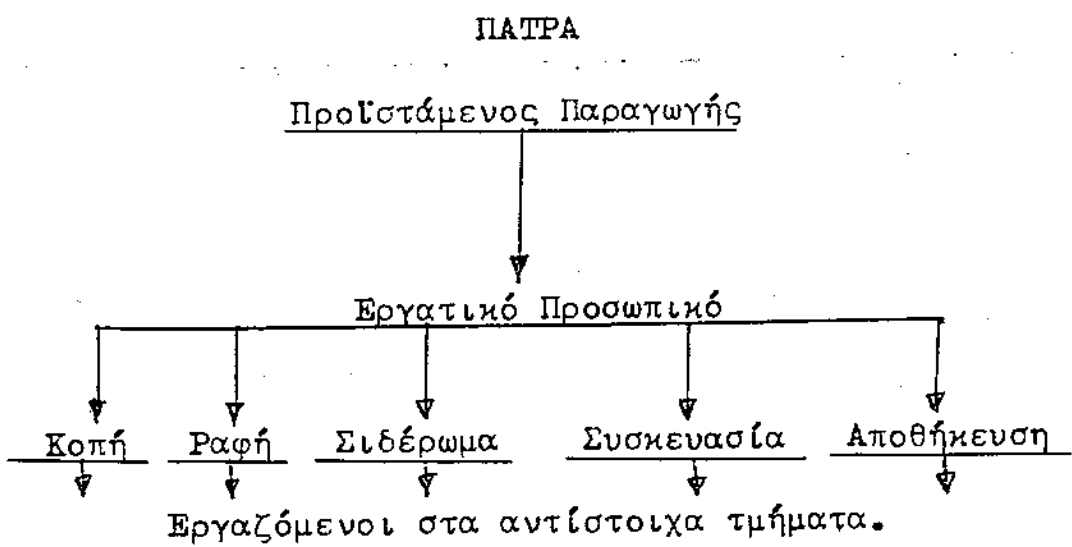 ΠΑΤΡΑ
Προϊστάμενος Παραγωγής
Εργατικό Προσωπικό
Κοπή Ραφή Σιδέρωμα Συσκευασία Αποθήκευση
Εργαζόμενοι στα αντίστοιχα τμήματα.